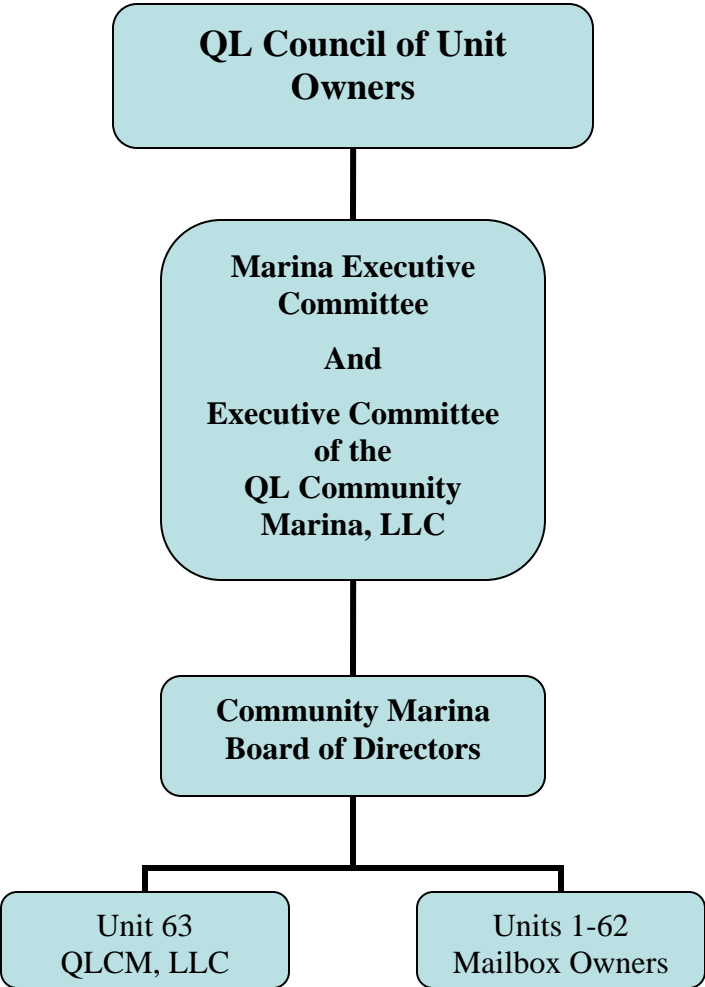 QL Council of Unit
Owners
Marina Executive
Committee
And
Executive Committee
of the
QL Community
Marina, LLC
Community Marina
Board of Directors
Unit 63
QLCM, LLC
Units 1-62
Mailbox Owners